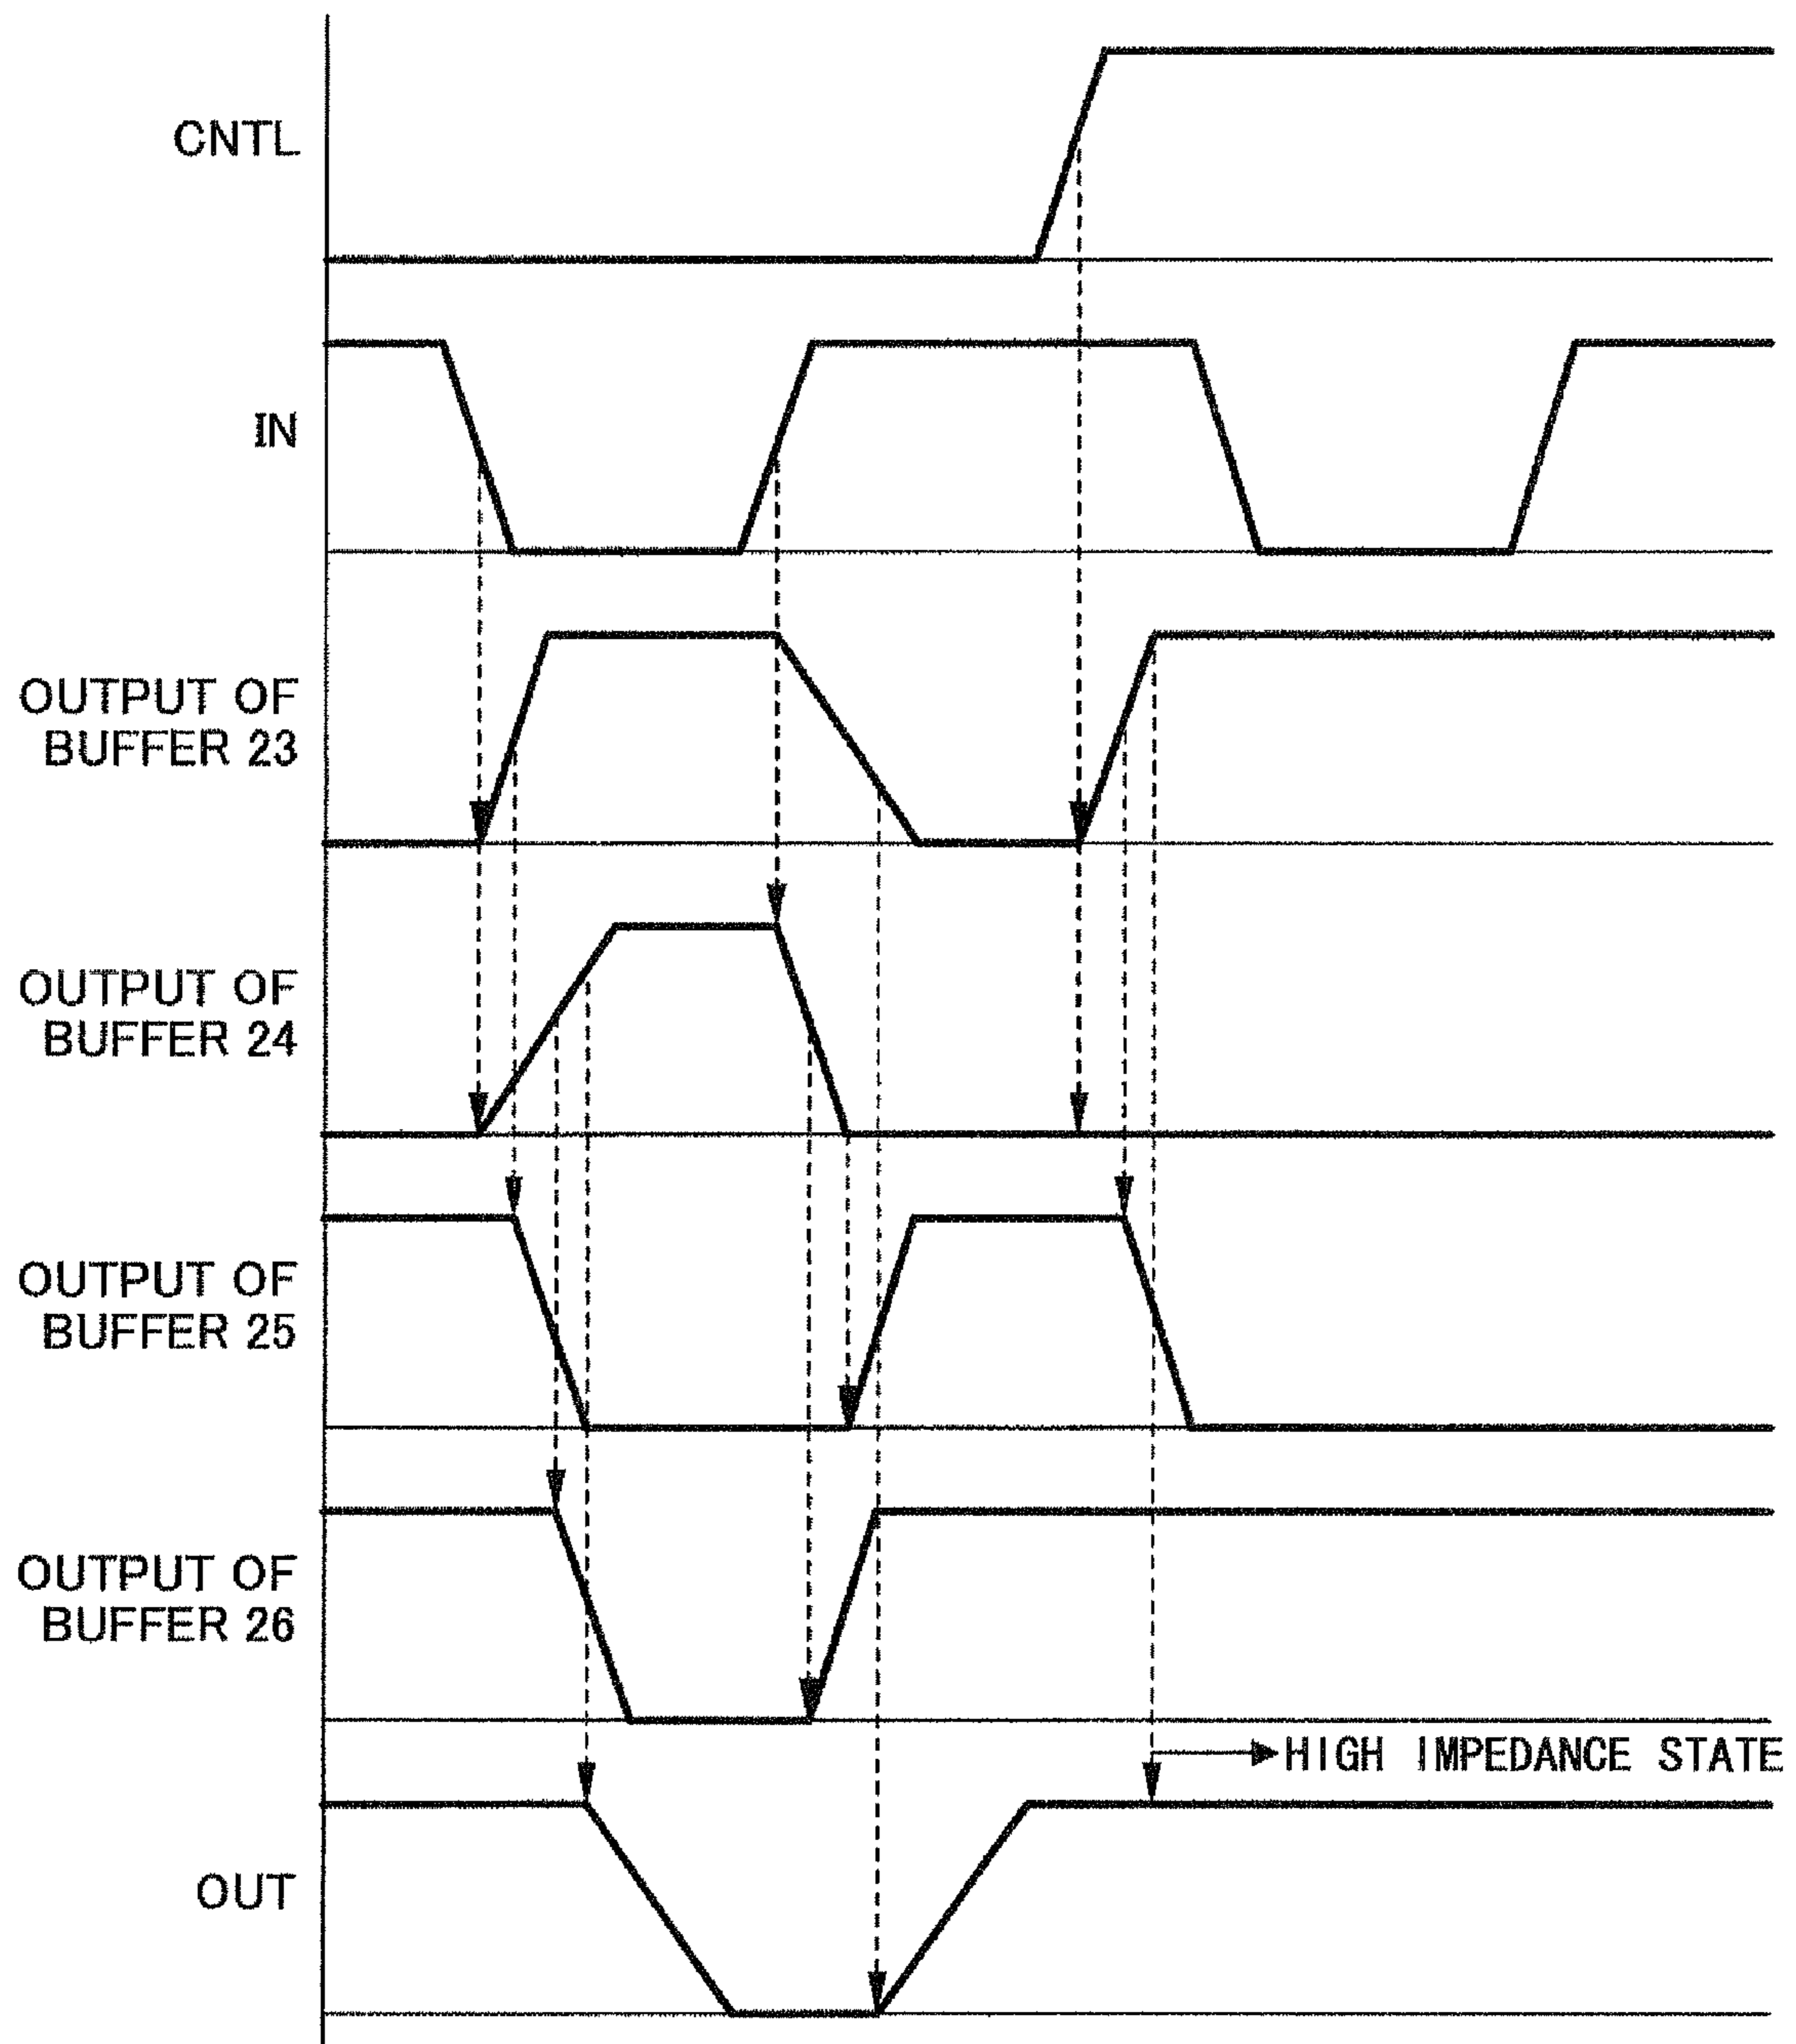 CNTL
IN
OUTPUT OF
BUFFER 23
OUTPUT OF
BUFFER 24
OUTPUT OF
BUFFER 25
OUTPUT OF
BUFFER 26
HIGH IMPEDANCE STATE
OUT